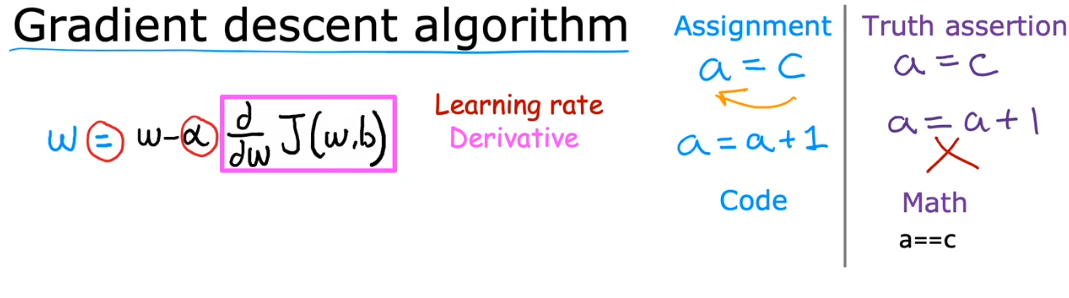 Gradient descent algorithm
w = w - α d/dw J(w,b)
Learning rate
Derivative
Assignment
a = c
a = a + 1
Code
Truth assertion
a = c
a = a + 1
Math
a==c